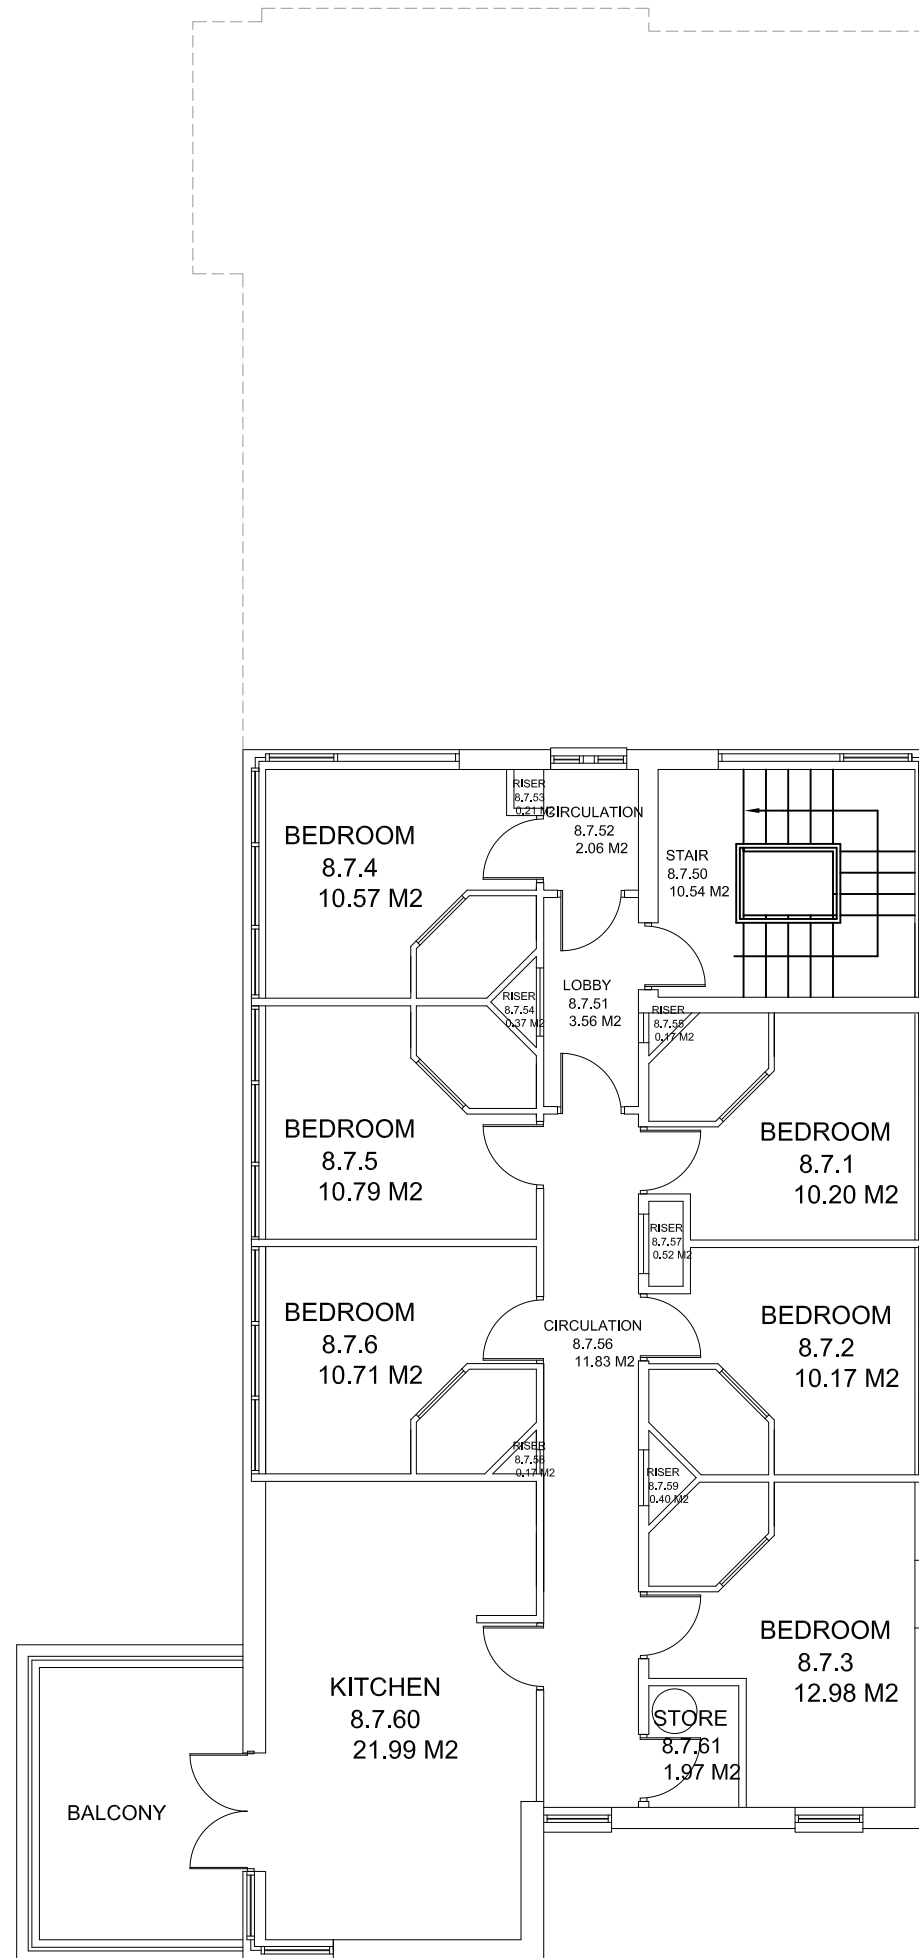 RISER
8.7.53
0.21 M2
CIRCULATION
8.7.52
2.06 M2
BEDROOM
8.7.4
10.57 M2
STAIR
8.7.50
10.54 M2
RISER
8.7.54
0.37 M2
LOBBY
8.7.51
3.56 M2
RISER
8.7.55
0.17 M2
BEDROOM
8.7.5
10.79 M2
BEDROOM
8.7.1
10.20 M2
RISER
8.7.57
0.52 M2
BEDROOM
8.7.6
10.71 M2
CIRCULATION
8.7.56
11.83 M2
BEDROOM
8.7.2
10.17 M2
RISER
8.7.58
0.17 M2
RISER
8.7.59
0.40 M2
BEDROOM
8.7.3
12.98 M2
KITCHEN
8.7.60
21.99 M2
STORE
8.7.61
1.97 M2
BALCONY